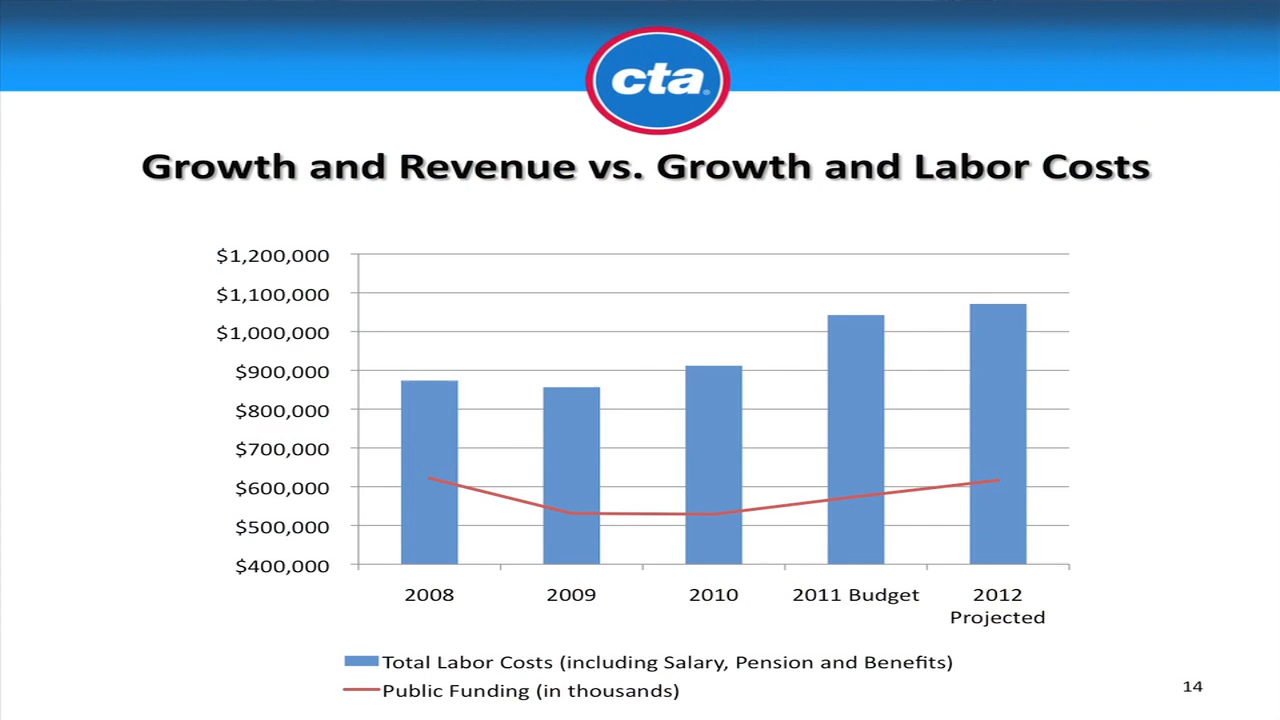 cta
Growth and Revenue vs. Growth and Labor Costs
$1,200,000
$1,100,000
$1,000,000
$900,000
$800,000
$700,000
$600,000
$500,000
$400,000
2008 2009 2010 2011 Budget 2012
Projected
Total Labor Costs (including Salary, Pension and Benefits)
Public Funding (in thousands)
14